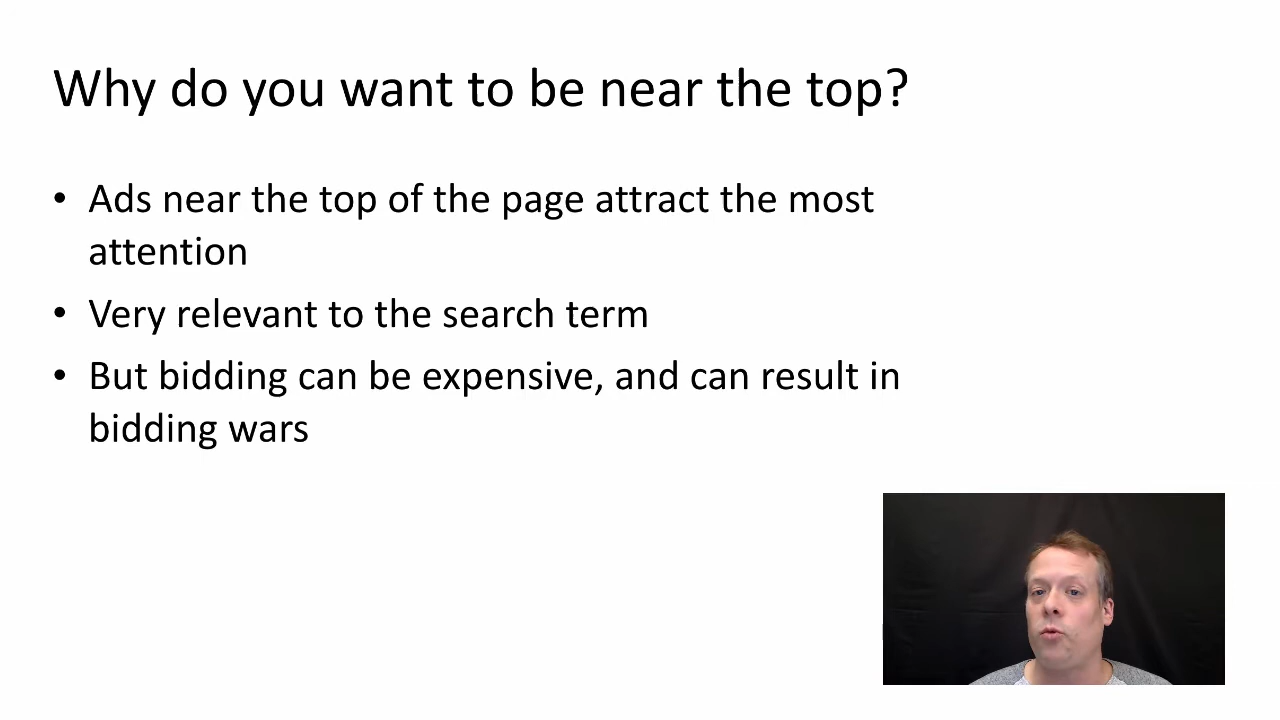 Why do you want to be near the top?
• Ads near the top of the page attract the most
attention
• Very relevant to the search term
• But bidding can be expensive, and can result in
bidding wars